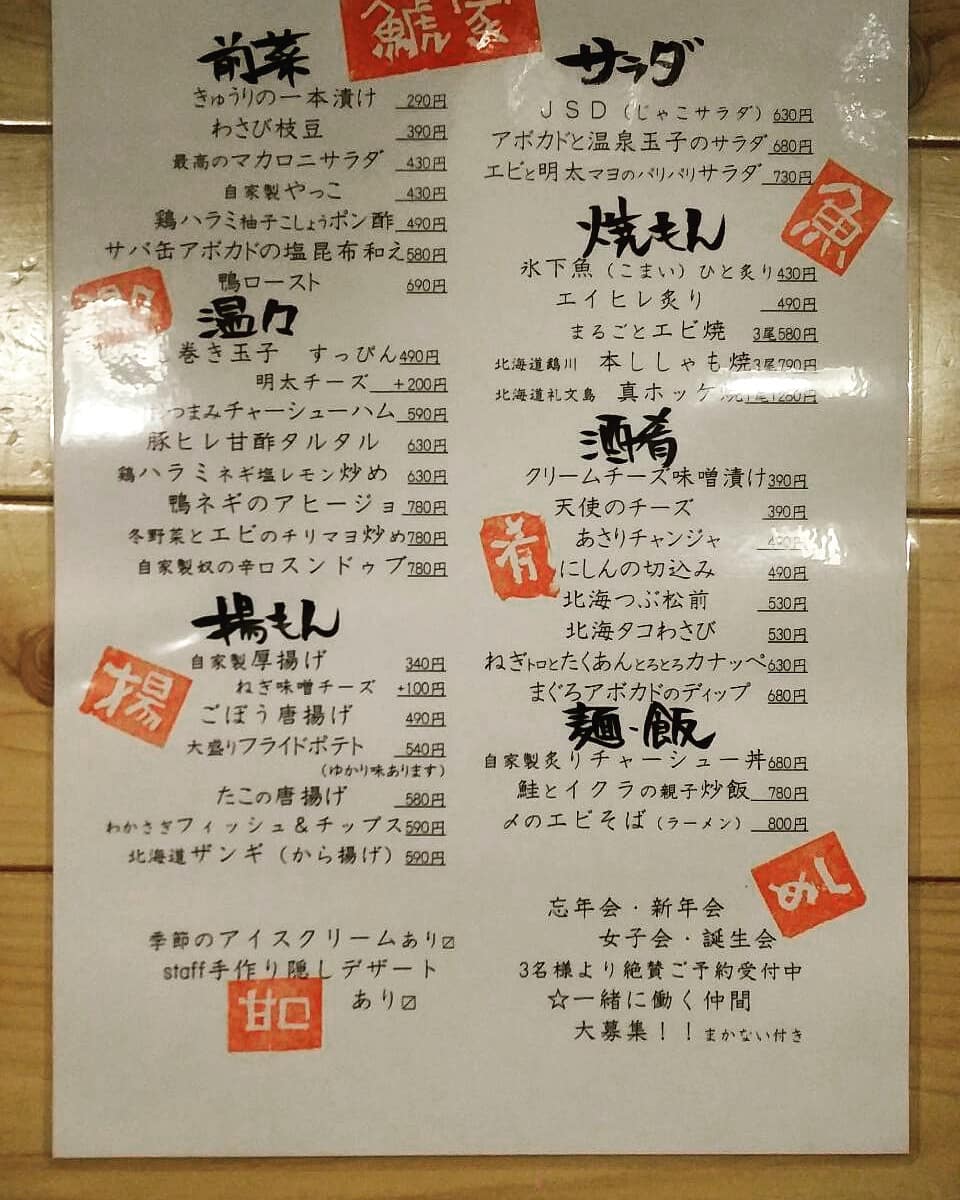 鯱家
前菜
きゅうりの一本漬け 290円
わさび枝豆 390円
最高のマカロニサラダ 430円
自家製やっこ 430円
鶏ハラミ柚子こしょうポン酢 490円
サバ缶アボカドの塩昆布和え 580円
鴨ロースト 690円
温々
し巻き玉子 すっぴん 490円
明太チーズ +200円
つまみチャーシューハム 590円
豚ヒレ甘酢タルタル 630円
鶏ハラミネギ塩レモン炒め 630円
鴨ネギのアヒージョ 780円
冬野菜とエビのチリマヨ炒め 780円
自家製奴の辛口スンドゥブ 780円
揚もん
揚
自家製厚揚げ 340円
ねぎ味噌チーズ +100円
ごぼう唐揚げ 490円
大盛りフライドポテト 540円
(ゆかり味あります)
たこの唐揚げ 580円
わかさぎフィッシュ&チップス 590円
北海道ザンギ(から揚げ) 590円
季節のアイスクリームあり〼
staff手作り隠しデザート
あり〼
甘口
サラダ
JSD(じゃこサラダ) 630円
アボカドと温泉玉子のサラダ 680円
エビと明太マヨのパリパリサラダ 730円
魚
焼もん
氷下魚(こまい)ひと炙り 430円
エイヒレ炙り 490円
まるごとエビ焼 3尾580円
北海道鵡川 本ししゃも焼 3尾790円
北海道礼文島 真ホッケ焼 1尾1280円
酒肴
肴
クリームチーズ味噌漬け 390円
天使のチーズ 390円
あさりチャンジャ 490円
にしんの切込み 490円
北海つぶ松前 530円
北海タコわさび 530円
ねぎトロとたくあんとろとろカナッペ 630円
まぐろアボカドのディップ 680円
麺・飯
自家製炙りチャーシュー丼 680円
鮭とイクラの親子炒飯 780円
〆のエビそば(ラーメン) 800円
めし
忘年会・新年会
女子会・誕生会
3名様より絶賛ご予約受付中
☆一緒に働く仲間
大募集!!まかない付き